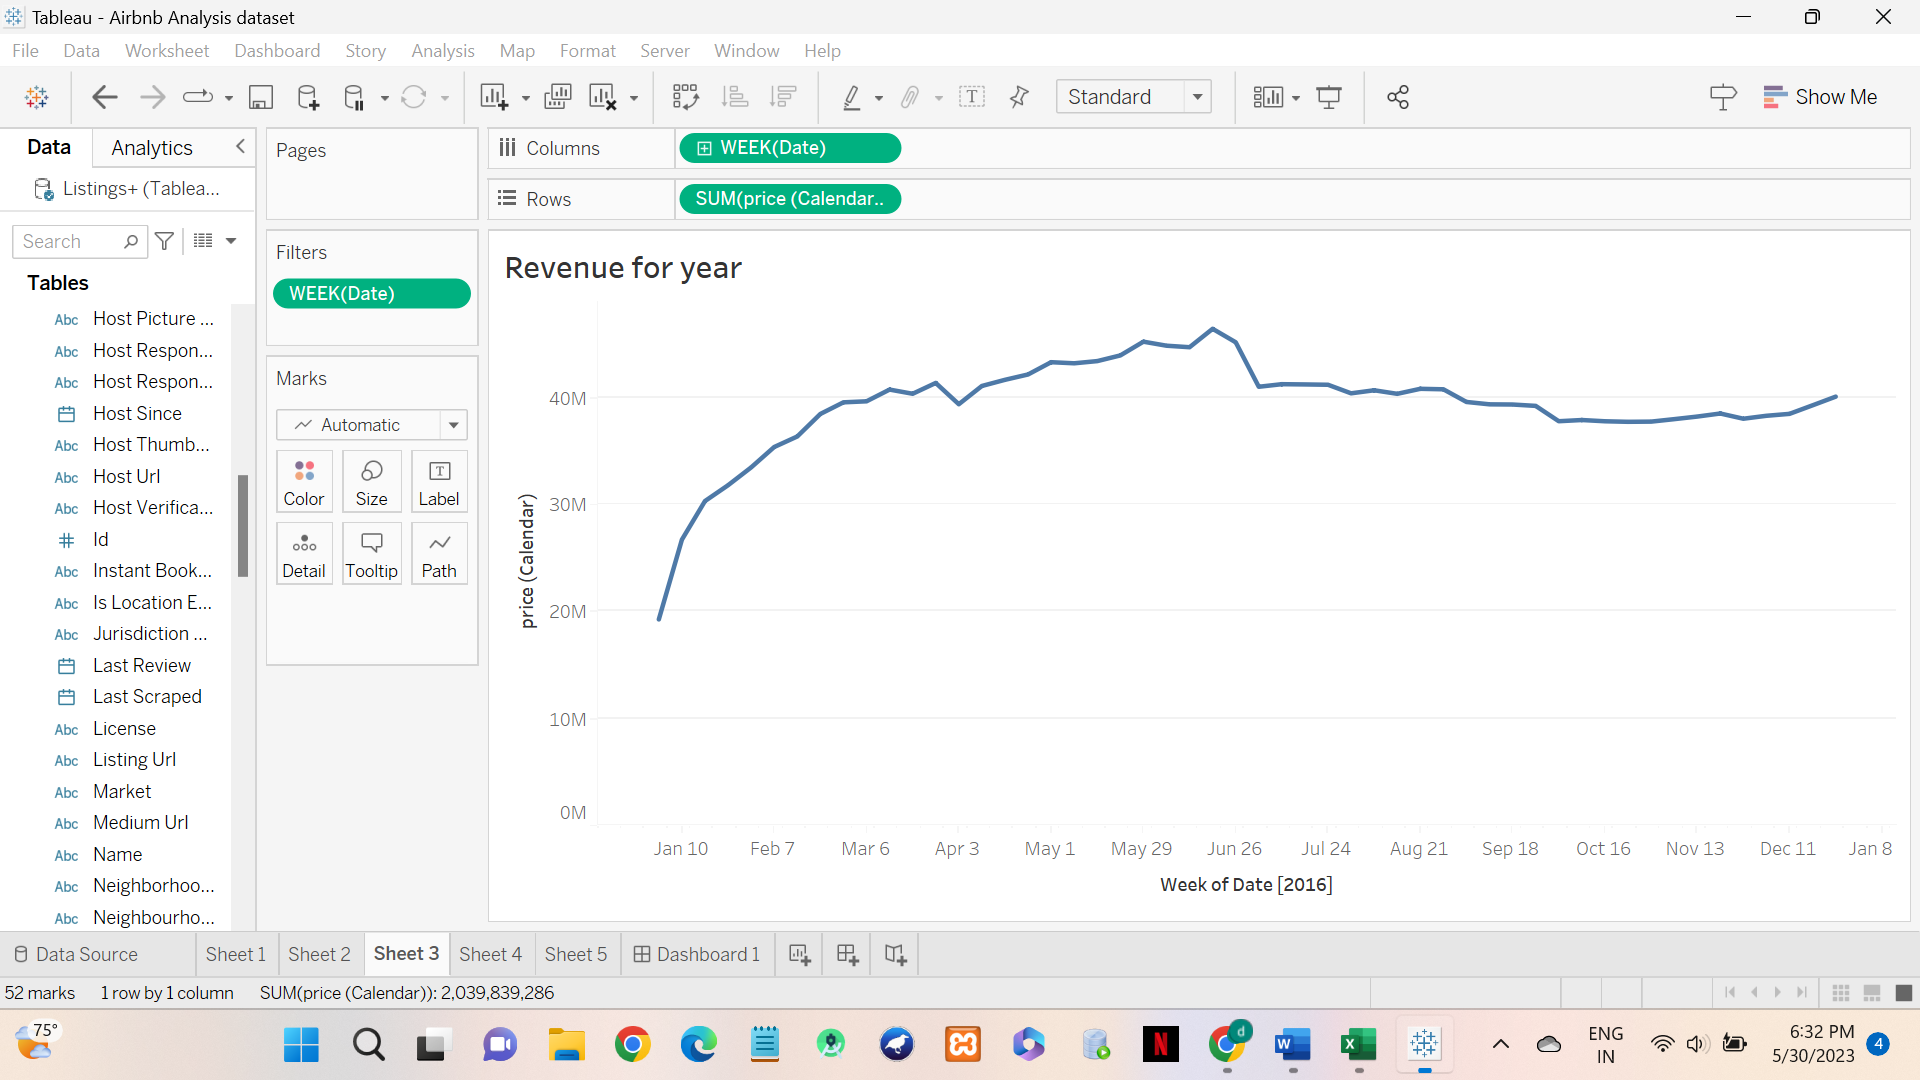 Tableau - Airbnb Analysis dataset
File Data Worksheet Dashboard Story Analysis Map Format Server Window Help
Standard
Show Me
Data Analytics
Listings+ (Tablea...
Search
Tables
Abc Host Picture ...
Abc Host Respon...
Abc Host Respon...
Host Since
Abc Host Thumb...
Abc Host Url
Abc Host Verifica...
Id
Abc Instant Book...
Abc Is Location E...
Abc Jurisdiction ...
Last Review
Last Scraped
Abc License
Abc Listing Url
Abc Market
Abc Medium Url
Abc Name
Abc Neighborhoo...
Abc Neighbourho...
Pages
Filters
WEEK(Date)
Marks
Automatic
Color Size Label
Detail Tooltip Path
Columns WEEK(Date)
Rows SUM(price (Calendar..
Revenue for year
price (Calendar)
40M
30M
20M
10M
0M
Jan 10 Feb 7 Mar 6 Apr 3 May 1 May 29 Jun 26 Jul 24 Aug 21 Sep 18 Oct 16 Nov 13 Dec 11 Jan 8
Week of Date [2016]
Data Source Sheet 1 Sheet 2 Sheet 3 Sheet 4 Sheet 5 Dashboard 1
52 marks 1 row by 1 column SUM(price (Calendar)): 2,039,839,286
75°
d
W
X
N
ENG
IN
6:32 PM
5/30/2023
4